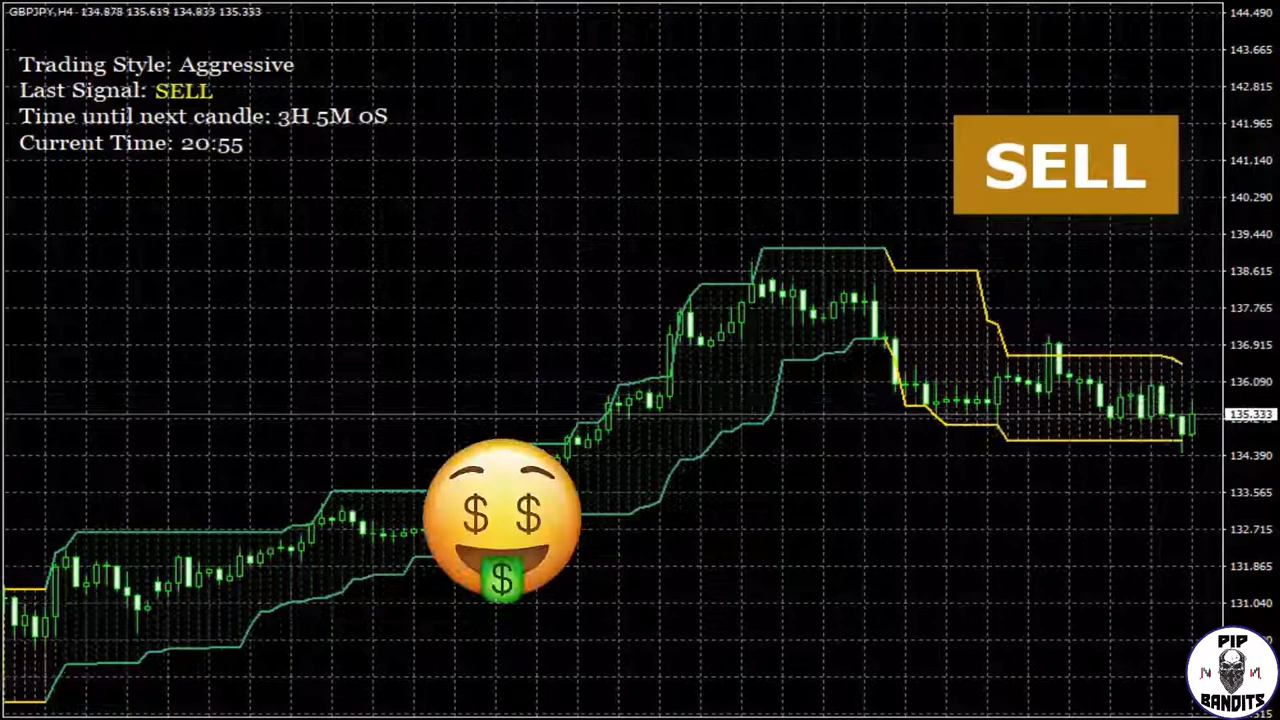 GBPJPY,H4 134.878 135.619 134.833 135.333
Trading Style: Aggressive
Last Signal: SELL
Time until next candle: 3H 5M 0S
Current Time: 20:55
SELL
144.490
143.665
142.815
141.965
141.140
140.290
139.440
138.615
137.765
136.915
136.090
135.333
134.390
133.565
132.715
131.865
131.040
$ $
$
PIP
BANDITS